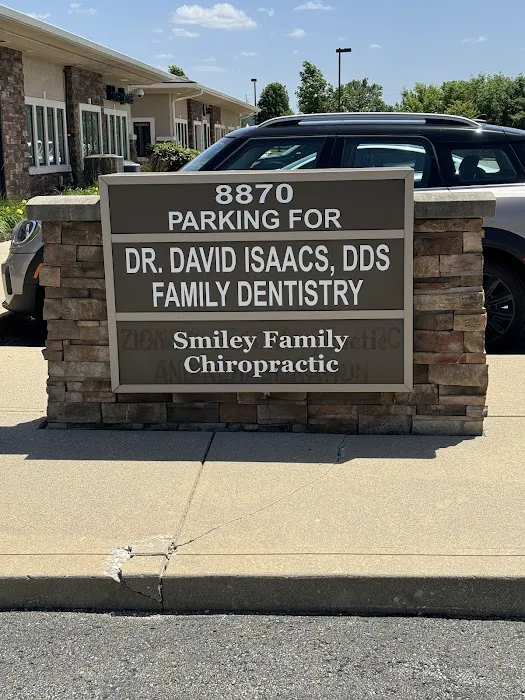 8870
PARKING FOR
DR. DAVID ISAACS, DDS
FAMILY DENTISTRY
Smiley Family
Chiropractic